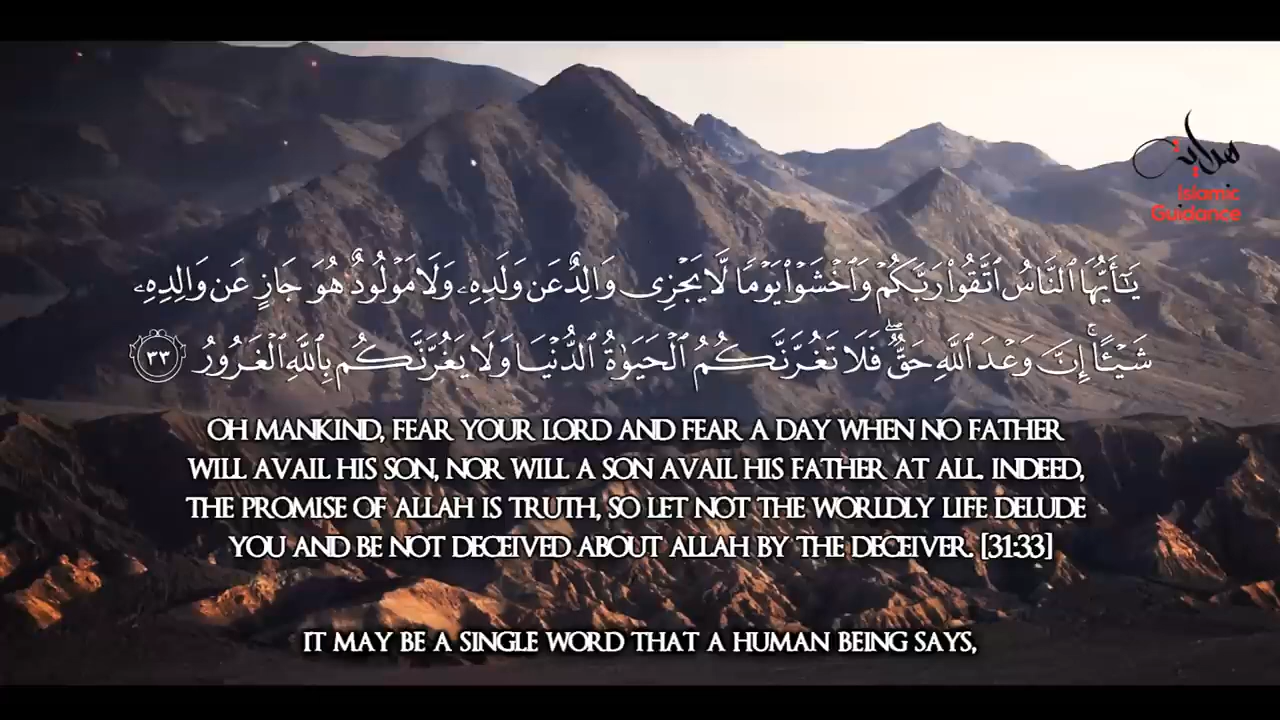 هداية
Islamic
Guidance
يَٰٓأَيُّهَا ٱلنَّاسُ ٱتَّقُوا۟ رَبَّكُمْ وَٱخْشَوْا۟ يَوْمًا لَّا يَجْزِى وَالِدٌ عَن وَلَدِهِۦ وَلَا مَوْلُودٌ هُوَ جَازٍ عَن وَالِدِهِۦ
شَيْـًٔا ۚ إِنَّ وَعْدَ ٱللَّهِ حَقٌّ ۖ فَلَا تَغُرَّنَّكُمُ ٱلْحَيَوٰةُ ٱلدُّنْيَا وَلَا يَغُرَّنَّكُم بِٱللَّهِ ٱلْغَرُورُ ٣٣
OH MANKIND, FEAR YOUR LORD AND FEAR A DAY WHEN NO FATHER
WILL AVAIL HIS SON, NOR WILL A SON AVAIL HIS FATHER AT ALL. INDEED,
THE PROMISE OF ALLAH IS TRUTH, SO LET NOT THE WORLDLY LIFE DELUDE
YOU AND BE NOT DECEIVED ABOUT ALLAH BY THE DECEIVER. [31:33]
IT MAY BE A SINGLE WORD THAT A HUMAN BEING SAYS,